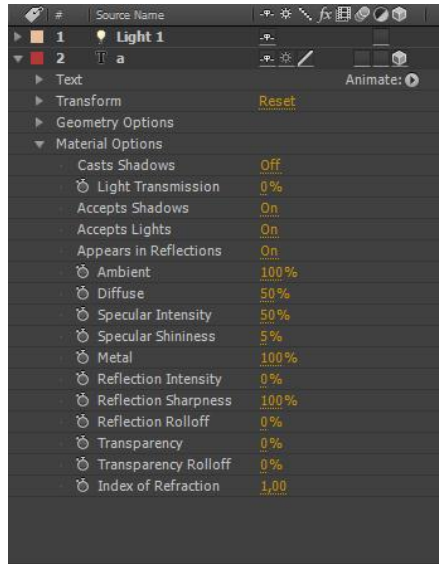 # Source Name fx
1 Light 1
2 T a
Text Animate:
Transform Reset
Geometry Options
Material Options
Casts Shadows Off
Light Transmission 0%
Accepts Shadows On
Accepts Lights On
Appears in Reflections On
Ambient 100%
Diffuse 50%
Specular Intensity 50%
Specular Shininess 5%
Metal 100%
Reflection Intensity 0%
Reflection Sharpness 100%
Reflection Rolloff 0%
Transparency 0%
Transparency Rolloff 0%
Index of Refraction 1,00